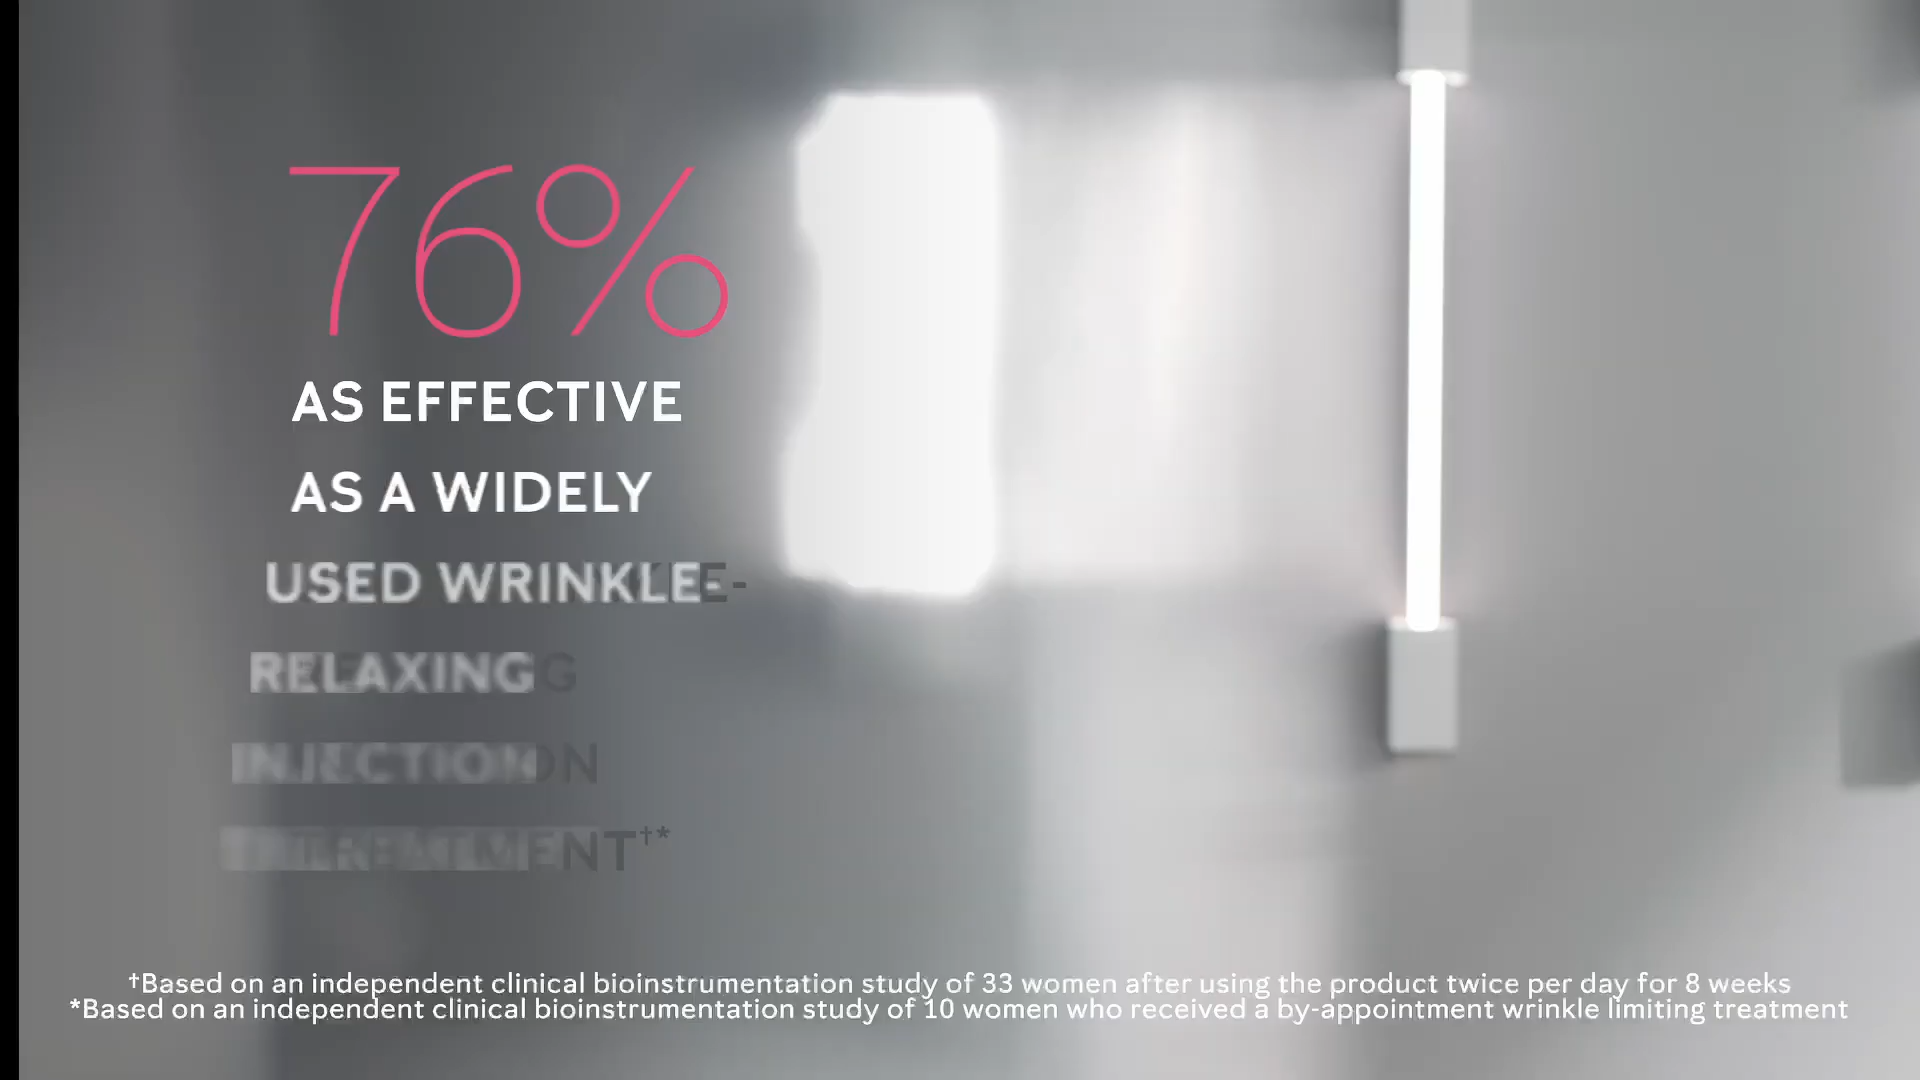 76%
AS EFFECTIVE
AS A WIDELY
USED WRINKLE-
RELAXING
INJECTION
TREATMENT†*
†Based on an independent clinical bioinstrumentation study of 33 women after using the product twice per day for 8 weeks
*Based on an independent clinical bioinstrumentation study of 10 women who received a by-appointment wrinkle limiting treatment